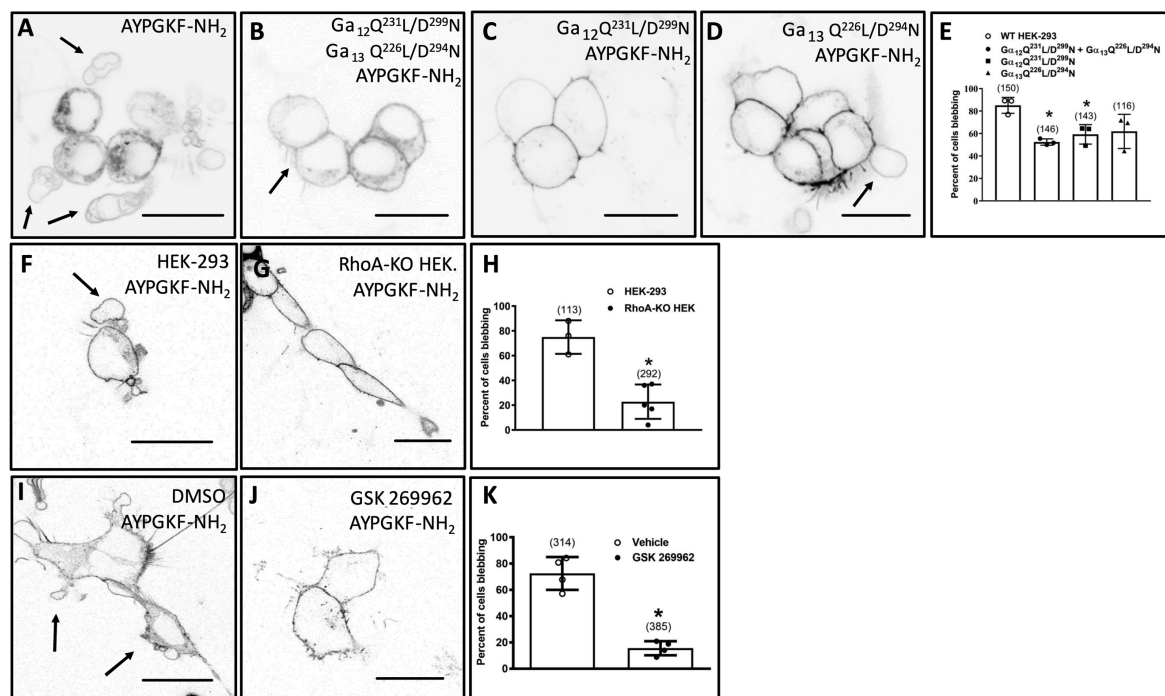 A
AYPGKF-NH₂
B
Ga₁₂Q²³¹L/D²⁹⁹N
Ga₁₃ Q²²⁶L/D²⁹⁴N
AYPGKF-NH₂
C
Ga₁₂Q²³¹L/D²⁹⁹N
AYPGKF-NH₂
D
Ga₁₃ Q²²⁶L/D²⁹⁴N
AYPGKF-NH₂
E
WT HEK-293
Gα₁₂Q²³¹L/D²⁹⁹N + Gα₁₃Q²²⁶L/D²⁹⁴N
Gα₁₂Q²³¹L/D²⁹⁹N
Gα₁₃Q²²⁶L/D²⁹⁴N
Percent of cells blebbing
100
80
60
40
20
0
(150)
*
(146)
*
(143)
(116)
F
HEK-293
AYPGKF-NH₂
G
RhoA-KO HEK.
AYPGKF-NH₂
H
HEK-293
RhoA-KO HEK
Percent of cells blebbing
100
80
60
40
20
0
(113)
*
(292)
I
DMSO
AYPGKF-NH₂
J
GSK 269962
AYPGKF-NH₂
K
Vehicle
GSK 269962
Percent of cells blebbing
100
80
60
40
20
0
(314)
*
(385)